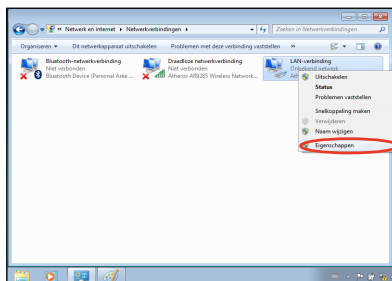 Netwerk en internet ▸ Netwerkverbindingen ▸
Zoeken in Netwerkverbindingen
Organiseren ▾ Dit netwerkapparaat uitschakelen Problemen met deze verbinding vaststellen »
Bluetooth-netwerkverbinding
Niet verbonden
Bluetooth Device (Personal Area ...
Draadloze netwerkverbinding
Niet verbonden
Atheros AR9285 Wireless Network...
LAN-verbinding
Onbekend netwerk
Uitschakelen
Status
Problemen vaststellen
Snelkoppeling maken
Verwijderen
Naam wijzigen
Eigenschappen